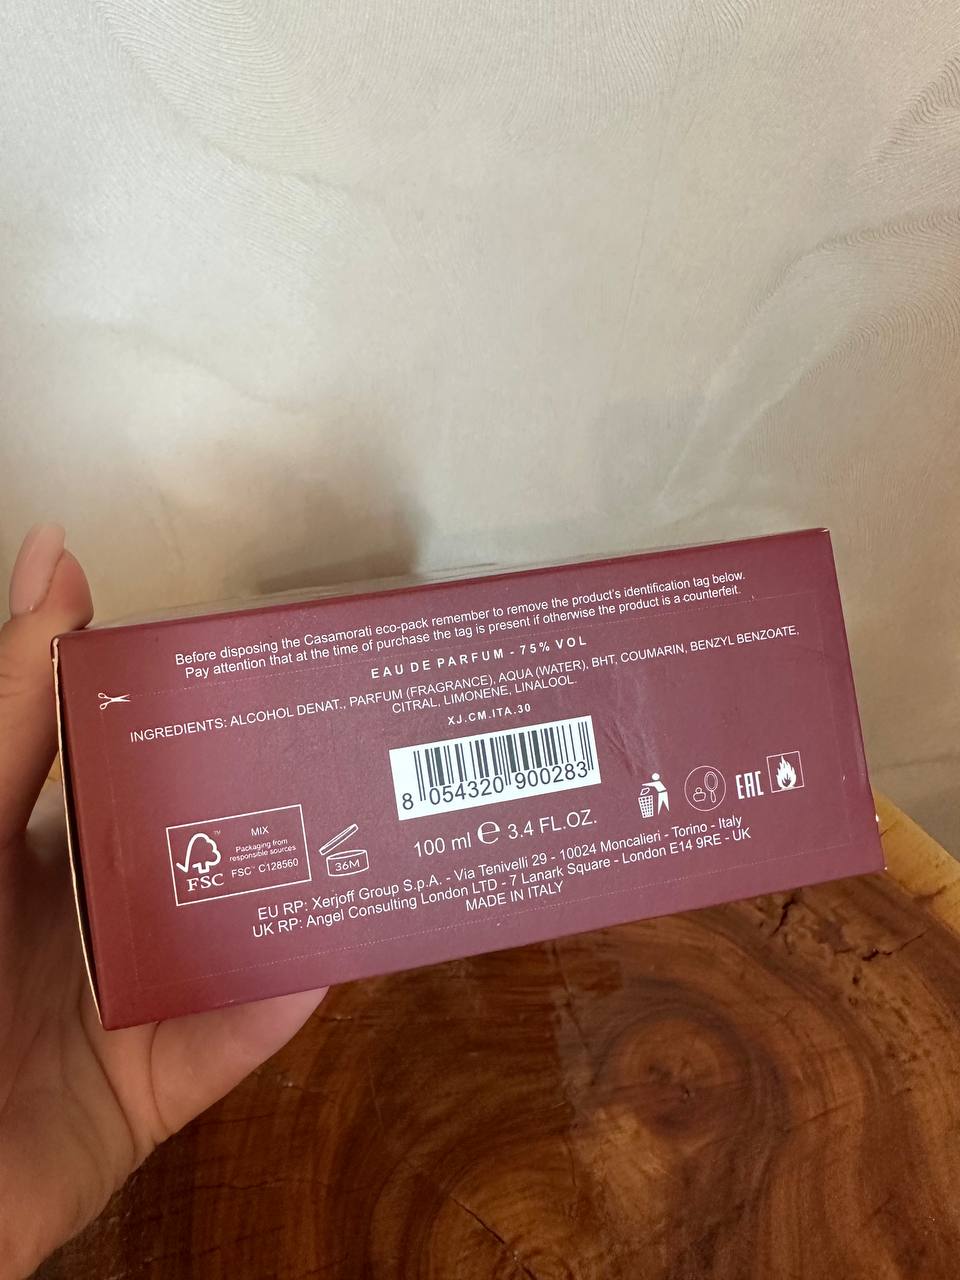 Before disposing the Casamorati eco-pack remember to remove the product's identification tag below.
Pay attention that at the time of purchase the tag is present if otherwise the product is a counterfeit.
EAU DE PARFUM - 75% VOL
INGREDIENTS: ALCOHOL DENAT., PARFUM (FRAGRANCE), AQUA (WATER), BHT, COUMARIN, BENZYL BENZOATE,
CITRAL, LIMONENE, LINALOOL.
XJ.CM.ITA.30
8 054320 900283
EAC
100 ml e 3.4 FL.OZ.
TM
FSC
MIX
Packaging from
responsible sources
FSC™ C128560
36M
EU RP: Xerjoff Group S.p.A. - Via Tenivelli 29 - 10024 Moncalieri - Torino - Italy
UK RP: Angel Consulting London LTD - 7 Lanark Square - London E14 9RE - UK
MADE IN ITALY